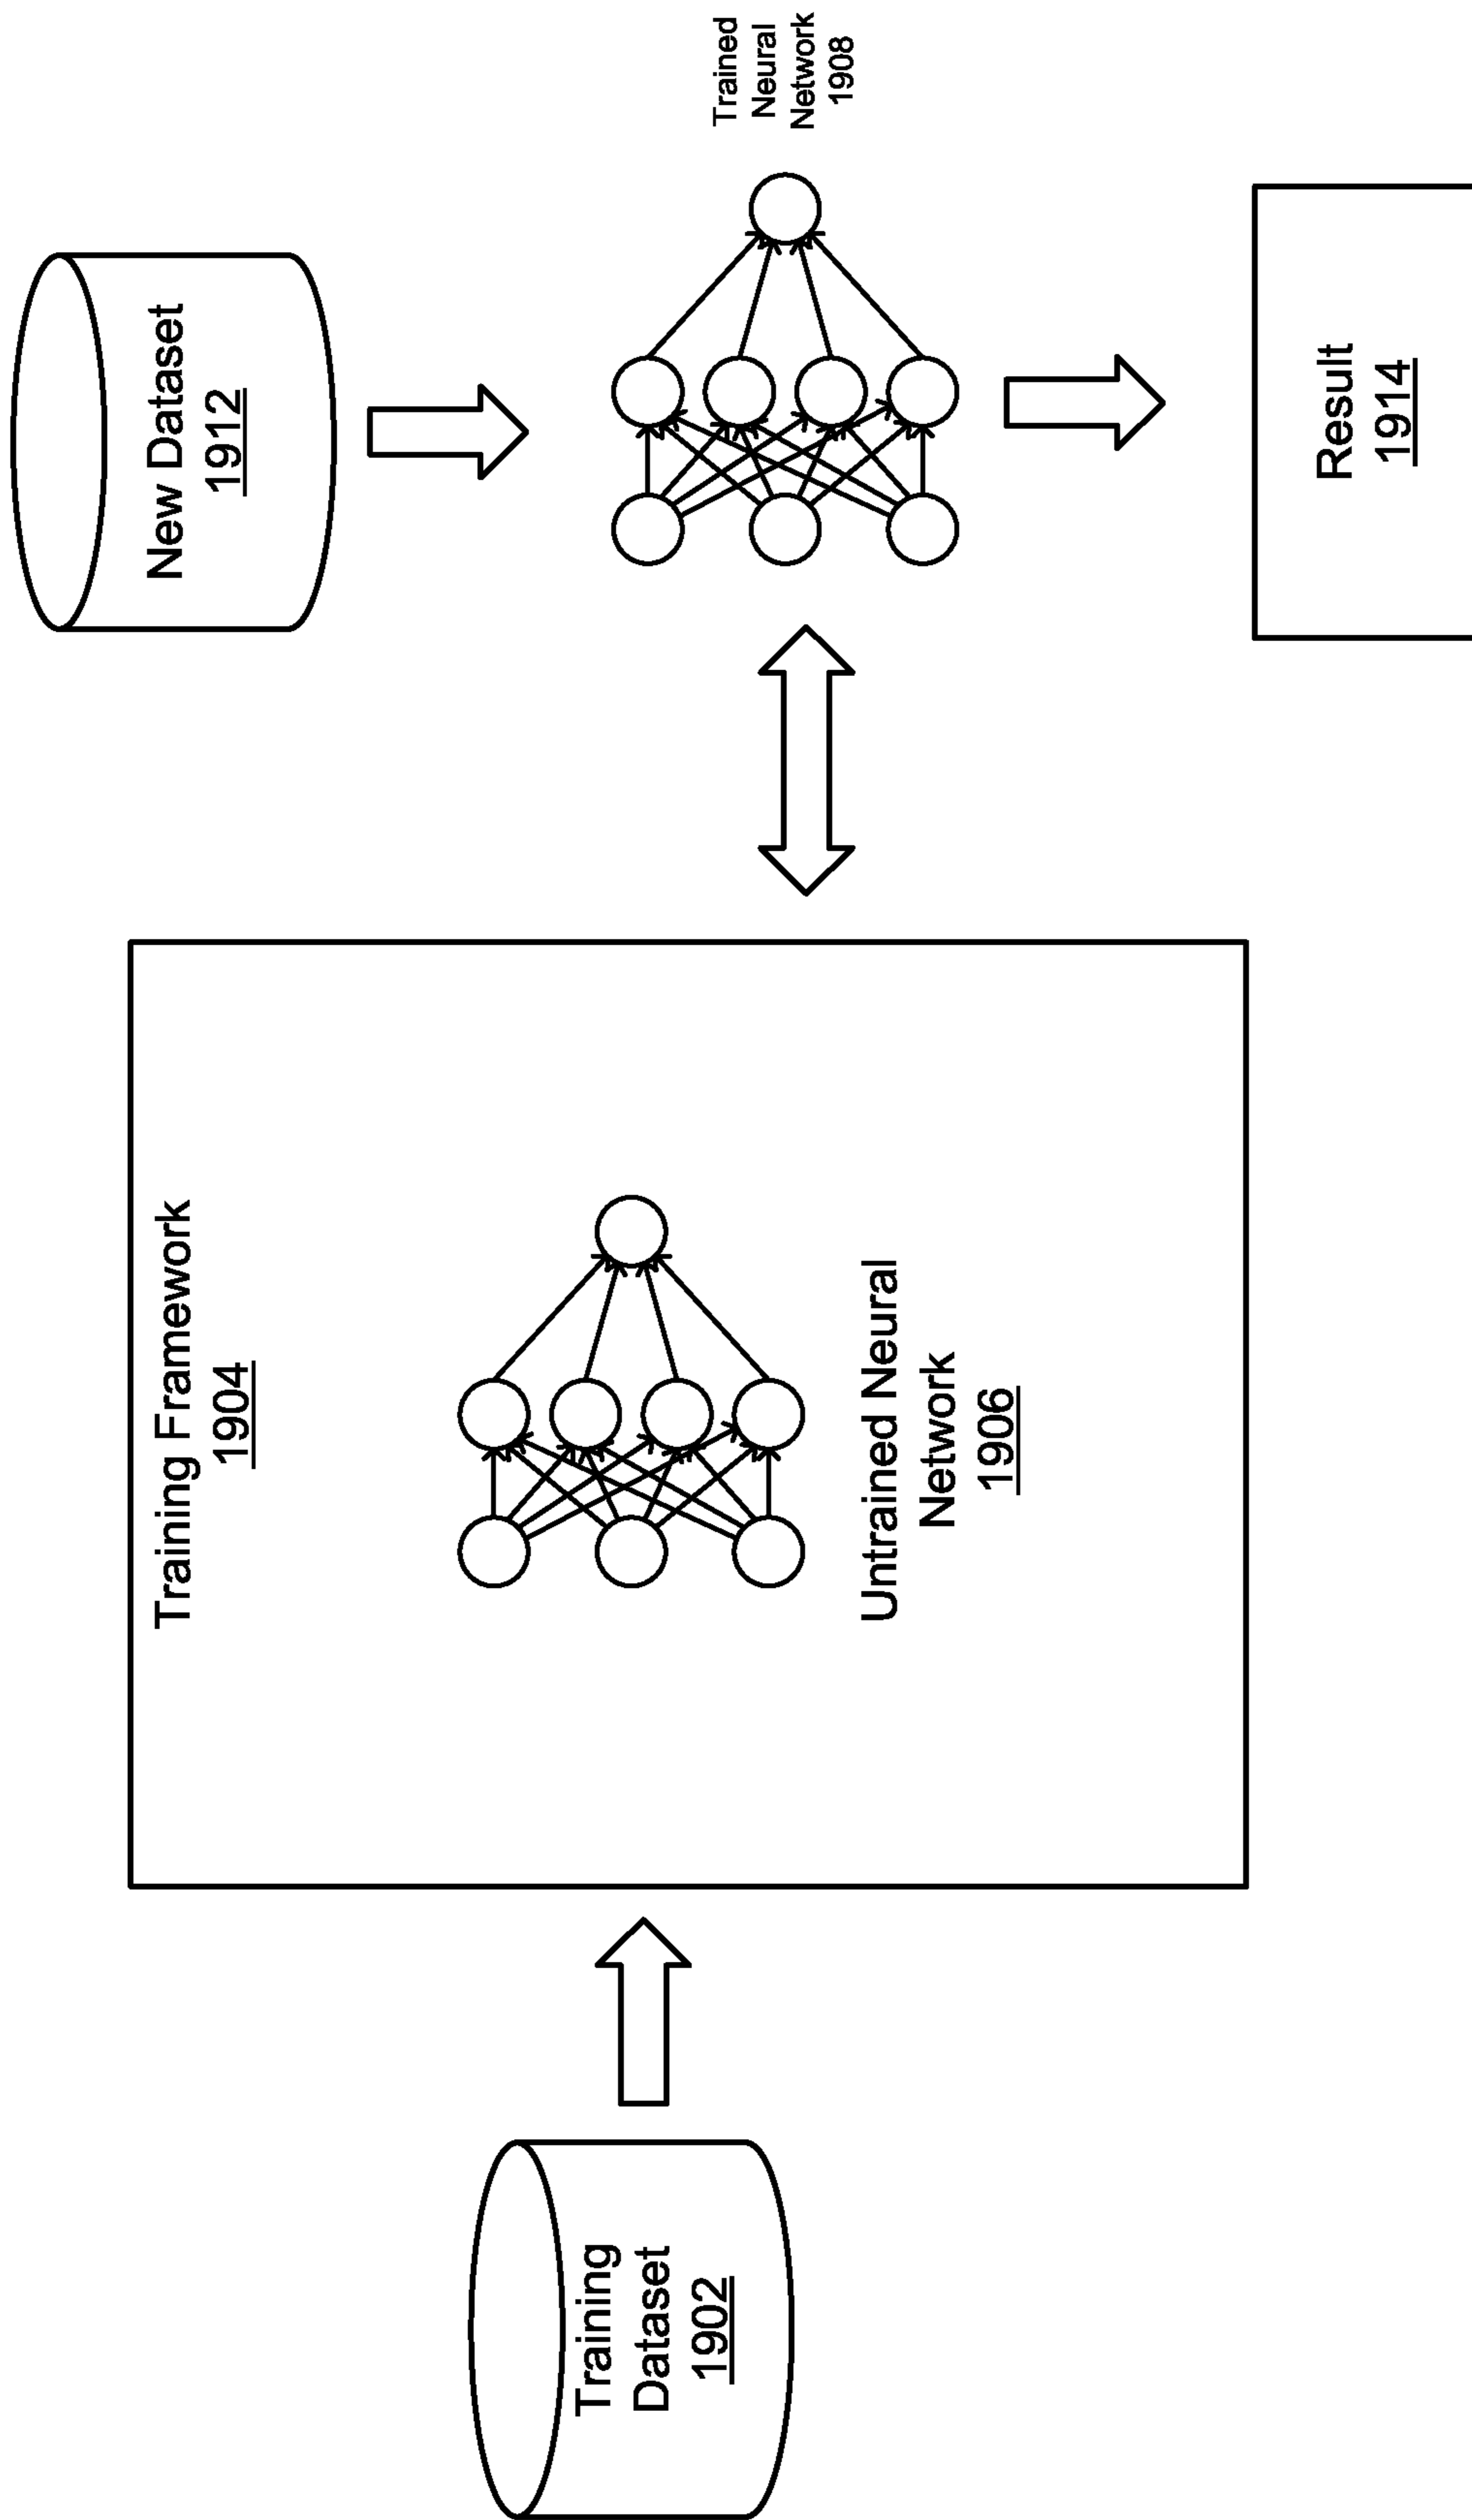 Training
Dataset
1902
Training Framework
1904
Untrained Neural
Network
1906
New Dataset
1912
Trained
Neural
Network
1908
Result
1914